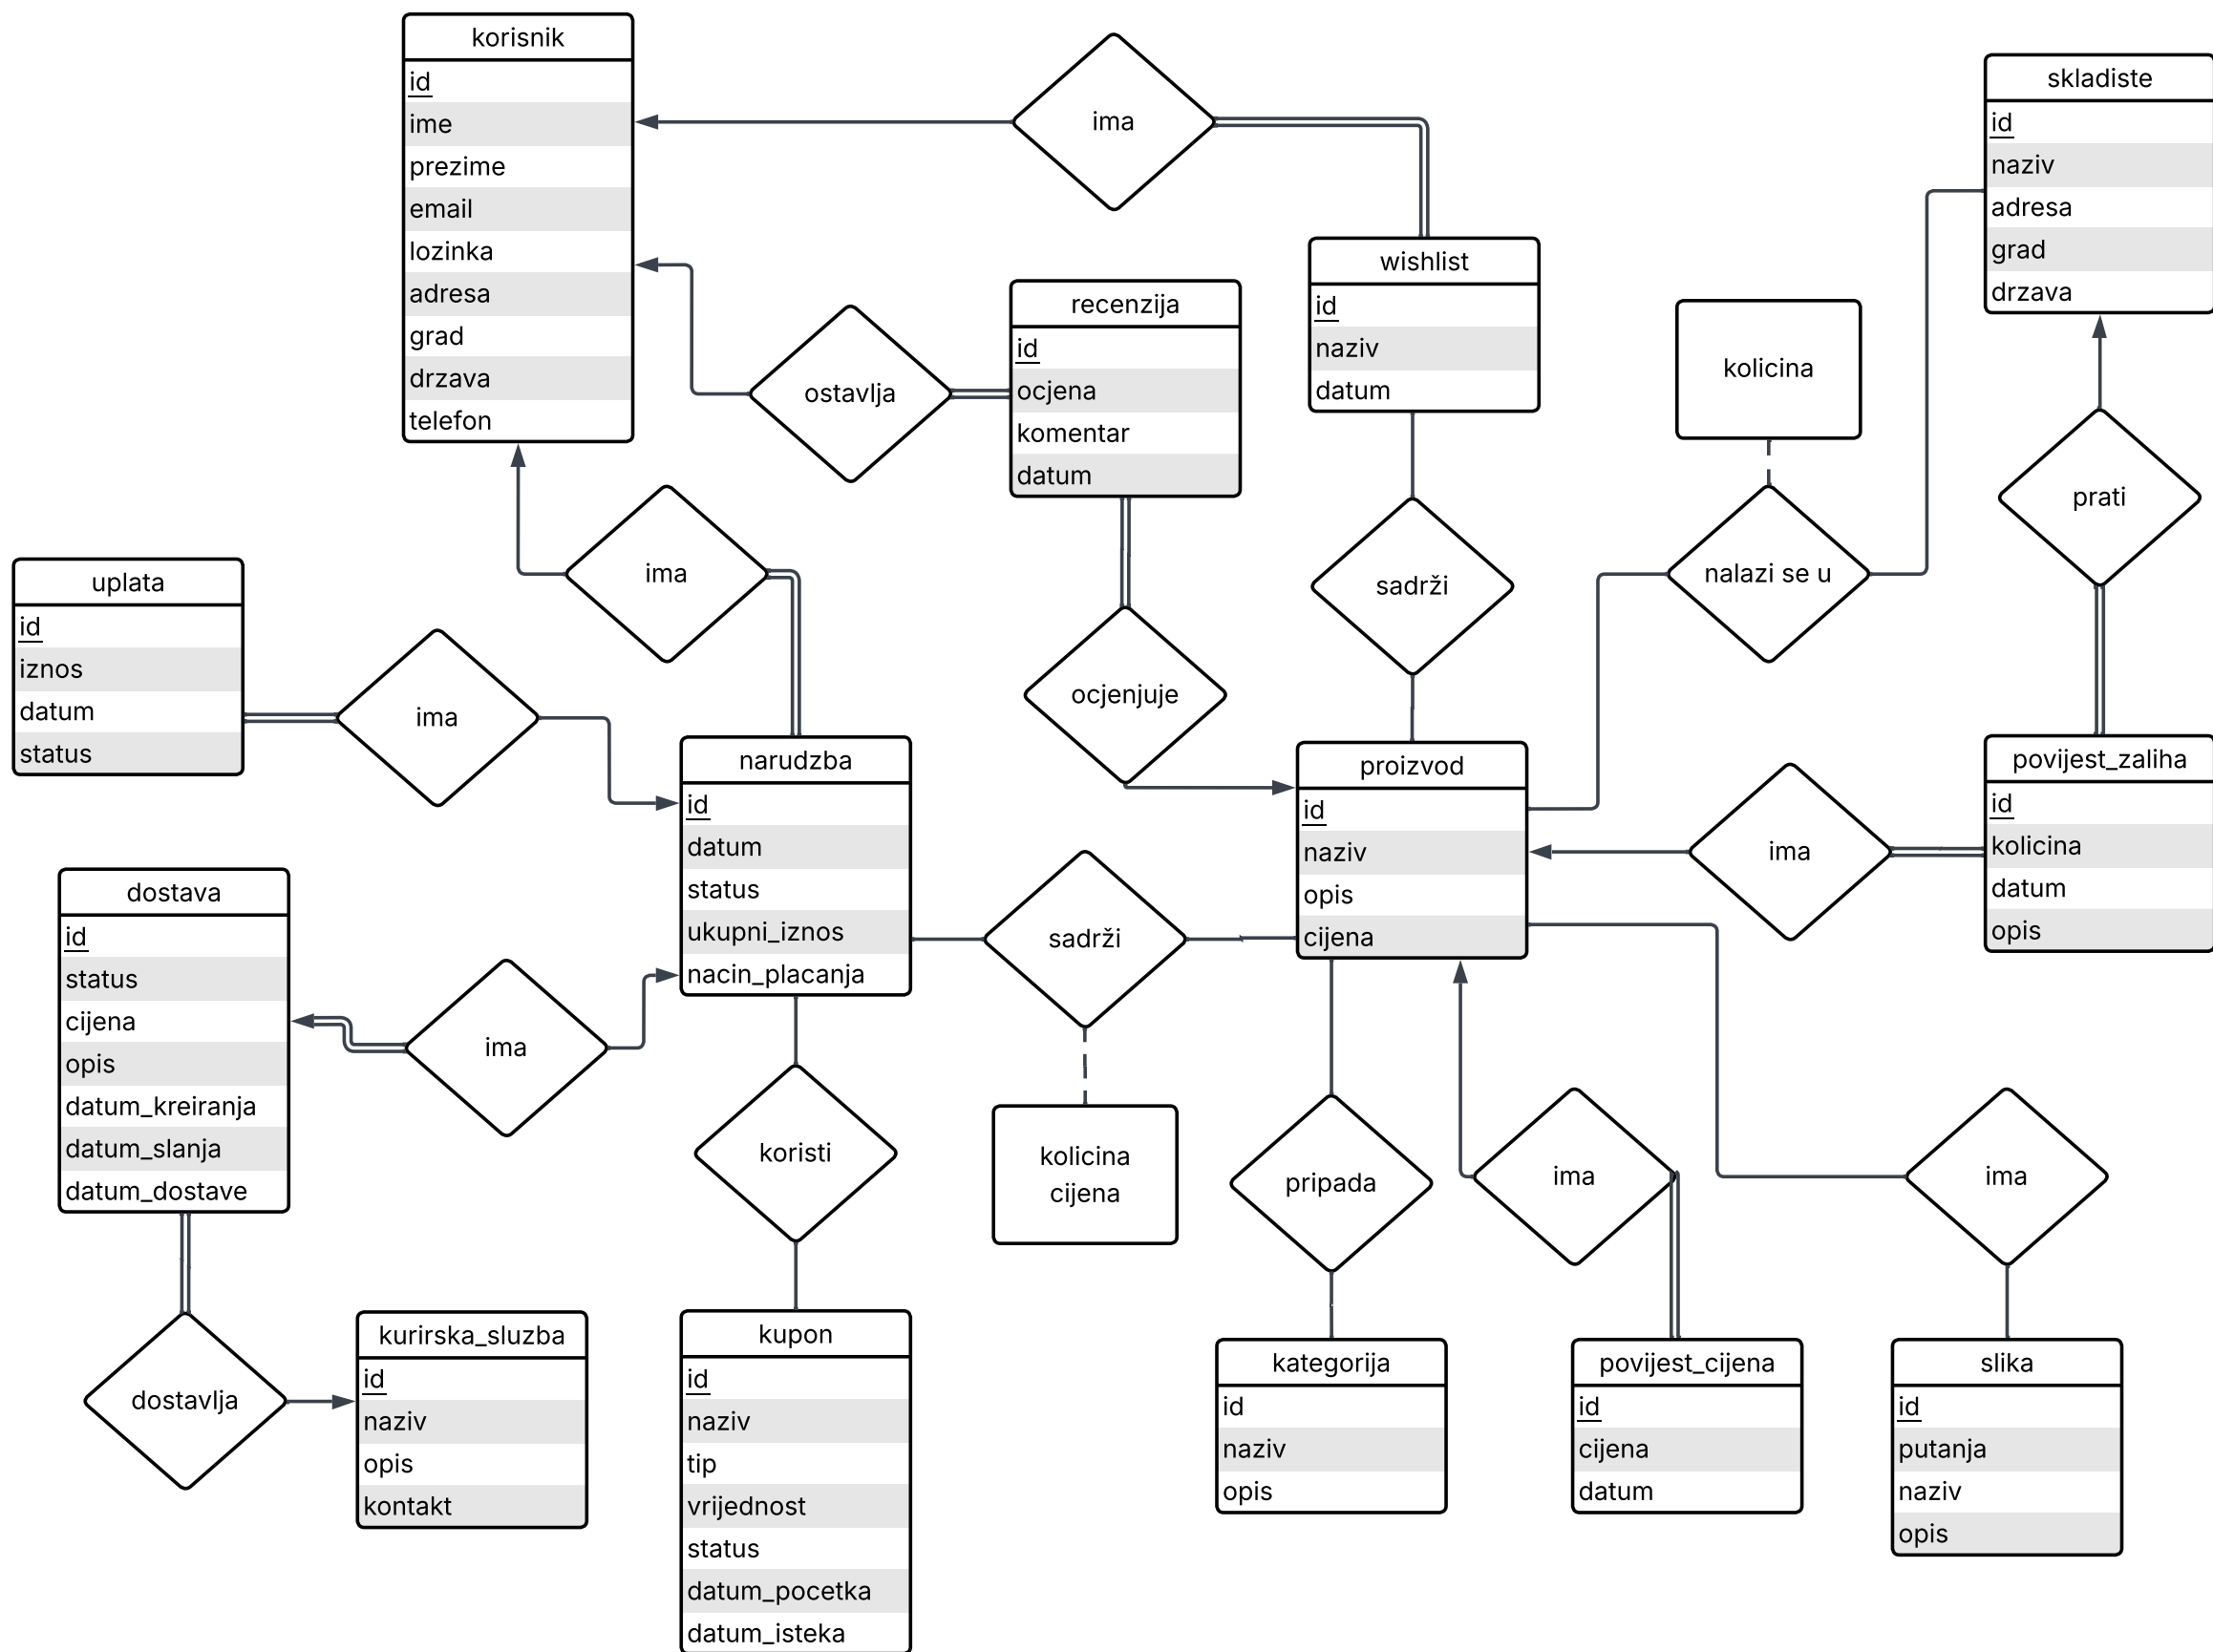 korisnik
id
ime
prezime
email
lozinka
adresa
grad
drzava
telefon
ima
skladiste
id
naziv
adresa
grad
drzava
wishlist
id
naziv
datum
recenzija
id
ocjena
komentar
datum
ostavlja
kolicina
prati
uplata
id
iznos
datum
status
ima
ima
sadrži
nalazi se u
ocjenjuje
narudzba
id
datum
status
ukupni_iznos
nacin_placanja
proizvod
id
naziv
opis
cijena
ima
povijest_zaliha
id
kolicina
datum
opis
dostava
id
status
cijena
opis
datum_kreiranja
datum_slanja
datum_dostave
ima
sadrži
koristi
kolicina
cijena
pripada
ima
ima
dostavlja
kurirska_sluzba
id
naziv
opis
kontakt
kupon
id
naziv
tip
vrijednost
status
datum_pocetka
datum_isteka
kategorija
id
naziv
opis
povijest_cijena
id
cijena
datum
slika
id
putanja
naziv
opis